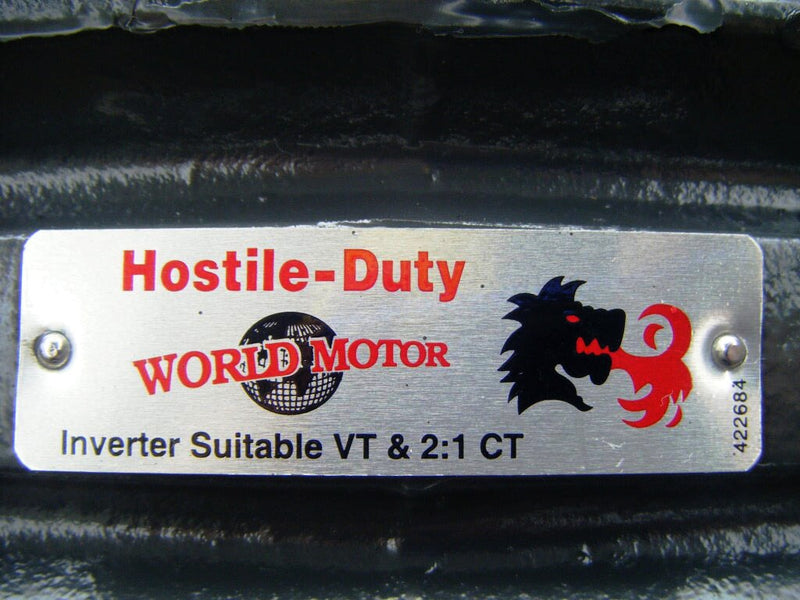 Hostile-Duty
WORLD MOTOR
Inverter Suitable VT & 2:1 CT
422684